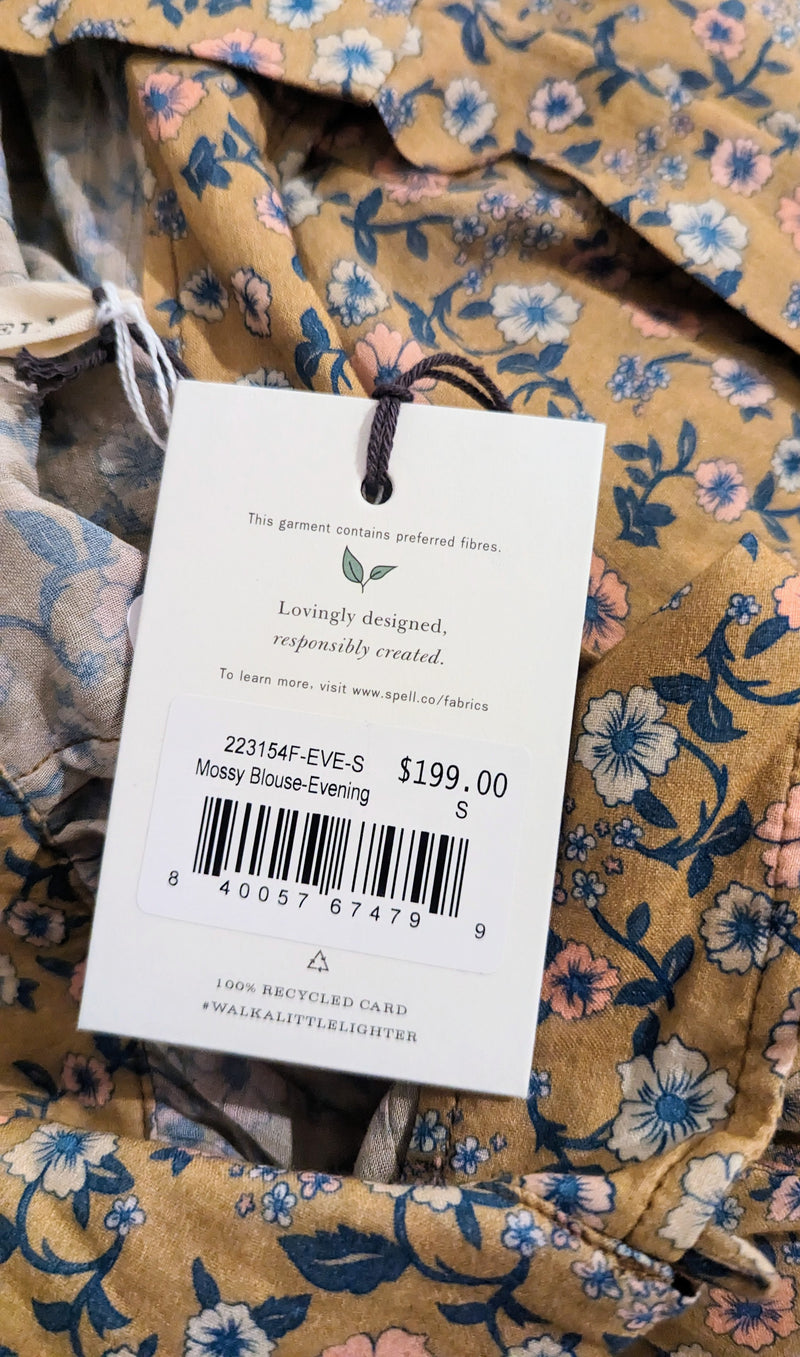 This garment contains preferred fibres.
Lovingly designed,
responsibly created.
To learn more, visit www.spell.co/fabrics
223154F-EVE-S $199.00
Mossy Blouse-Evening S
8 40057 67479 9
100% RECYCLED CARD
#WALKALITTLELIGHTER